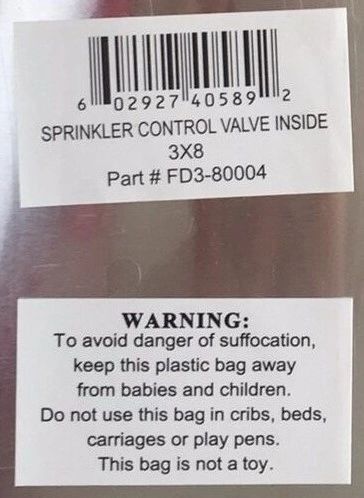 6 02927 40589 2
SPRINKLER CONTROL VALVE INSIDE
3X8
Part # FD3-80004
WARNING:
To avoid danger of suffocation,
keep this plastic bag away
from babies and children.
Do not use this bag in cribs, beds,
carriages or play pens.
This bag is not a toy.